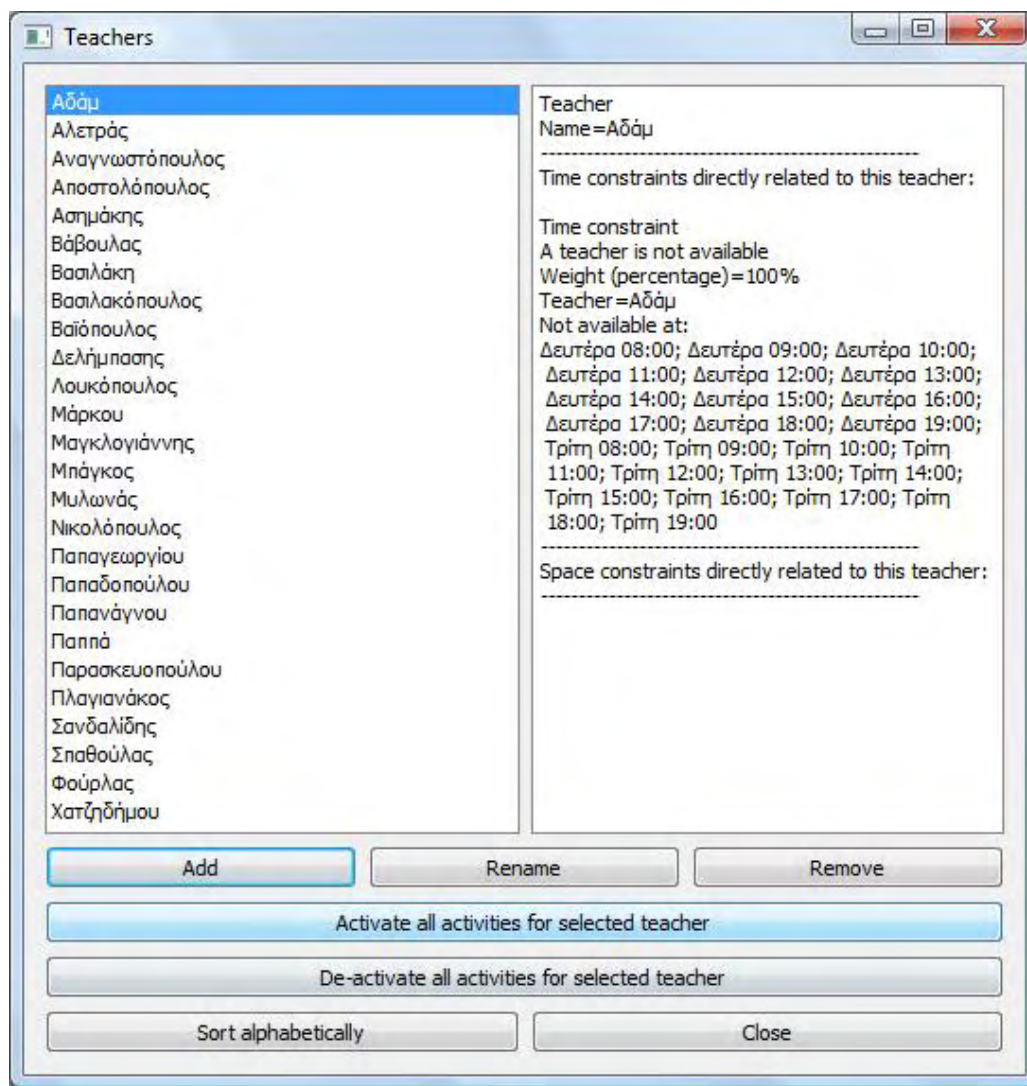 Teachers
Αδάμ
Αλετράς
Αναγνωστόπουλος
Αποστολόπουλος
Ασημάκης
Βάβουλας
Βασιλάκη
Βασιλακόπουλος
Βαϊόπουλος
Δελήμπασης
Λουκόπουλος
Μάρκου
Μαγκλογιάννης
Μπάγκος
Μυλωνάς
Νικολόπουλος
Παπαγεωργίου
Παπαδοπούλου
Παπανάγνου
Παππά
Παρασκευοπούλου
Πλαγιανάκος
Σανδαλίδης
Σπαθούλας
Φούρλας
Χατζηδήμου
Teacher
Name=Αδάμ
------------------------------------------------
Time constraints directly related to this teacher:
Time constraint
A teacher is not available
Weight (percentage)=100%
Teacher=Αδάμ
Not available at:
Δευτέρα 08:00; Δευτέρα 09:00; Δευτέρα 10:00;
Δευτέρα 11:00; Δευτέρα 12:00; Δευτέρα 13:00;
Δευτέρα 14:00; Δευτέρα 15:00; Δευτέρα 16:00;
Δευτέρα 17:00; Δευτέρα 18:00; Δευτέρα 19:00;
Τρίτη 08:00; Τρίτη 09:00; Τρίτη 10:00; Τρίτη
11:00; Τρίτη 12:00; Τρίτη 13:00; Τρίτη 14:00;
Τρίτη 15:00; Τρίτη 16:00; Τρίτη 17:00; Τρίτη
18:00; Τρίτη 19:00
------------------------------------------------
Space constraints directly related to this teacher:
------------------------------------------------
Add
Rename
Remove
Activate all activities for selected teacher
De-activate all activities for selected teacher
Sort alphabetically
Close